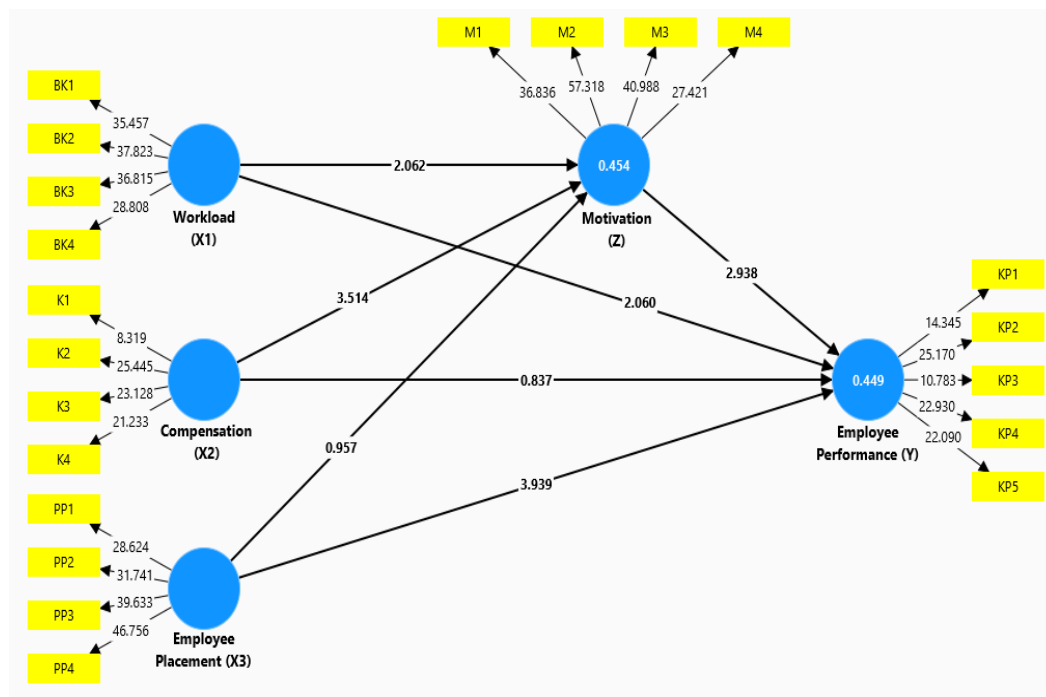 M1
M2
M3
M4
36.836
57.318
40.988
27.421
BK1
BK2
BK3
BK4
35.457
37.823
36.815
28.808
Workload
(X1)
2.062
0.454
Motivation
(Z)
2.938
2.060
3.514
K1
K2
K3
K4
8.319
25.445
23.128
21.233
Compensation
(X2)
0.837
0.957
3.939
0.449
Employee
Performance (Y)
KP1
KP2
KP3
KP4
KP5
14.345
25.170
10.783
22.930
22.090
PP1
PP2
PP3
PP4
28.624
31.741
39.633
46.756
Employee
Placement (X3)